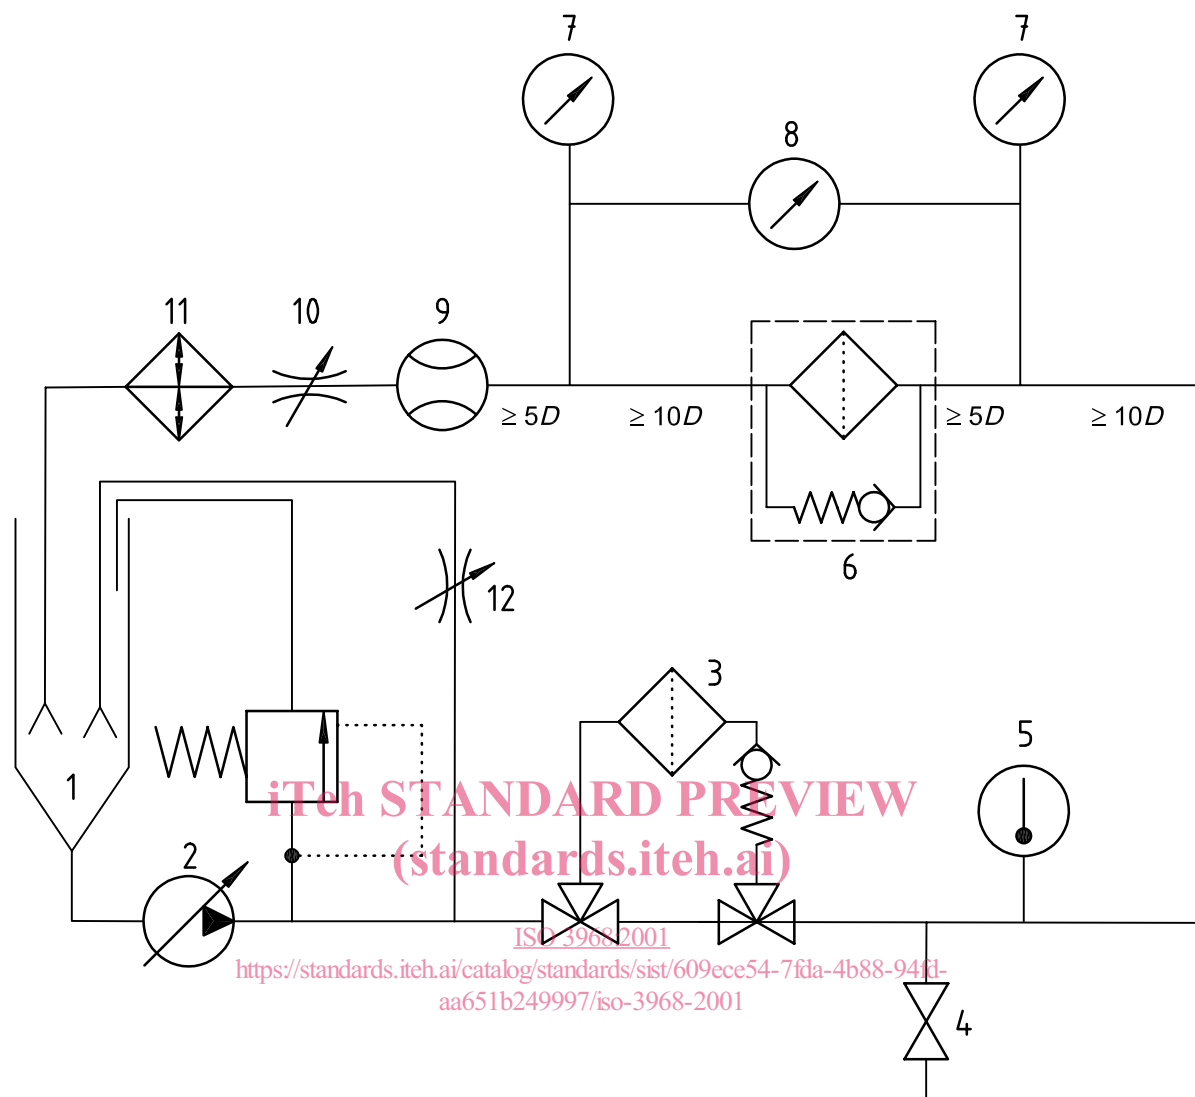 7
7
8
11
10
9
≥ 5D
≥ 10D
≥ 5D
≥ 10D
6
12
3
5
1
iTeh STANDARD PREVIEW
(standards.iteh.ai)
2
ISO 3968:2001
https://standards.iteh.ai/catalog/standards/sist/609ece54-7fda-4b88-94fd-
aa651b249997/iso-3968-2001
4